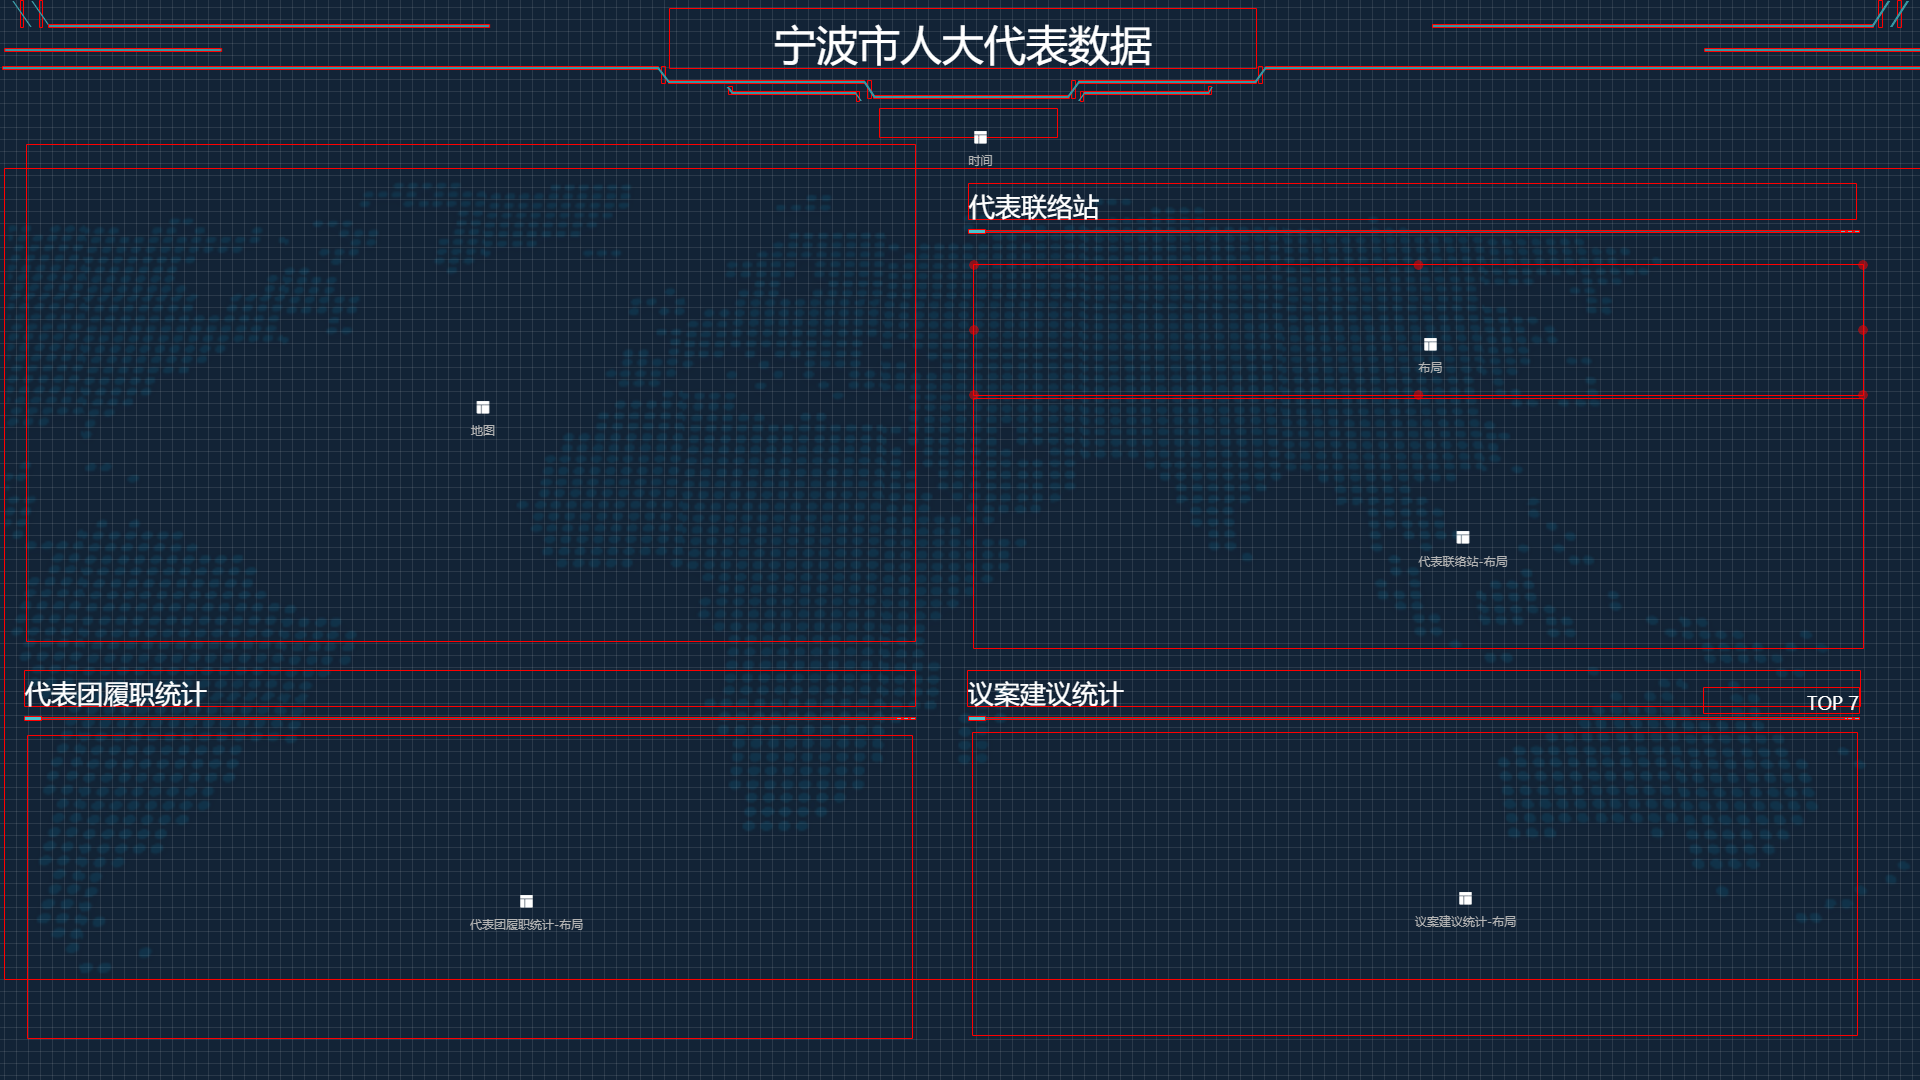 宁波市人大代表数据
时间
代表联络站
布局
地图
代表联络站-布局
代表团履职统计
议案建议统计
TOP 7
代表团履职统计-布局
议案建议统计-布局